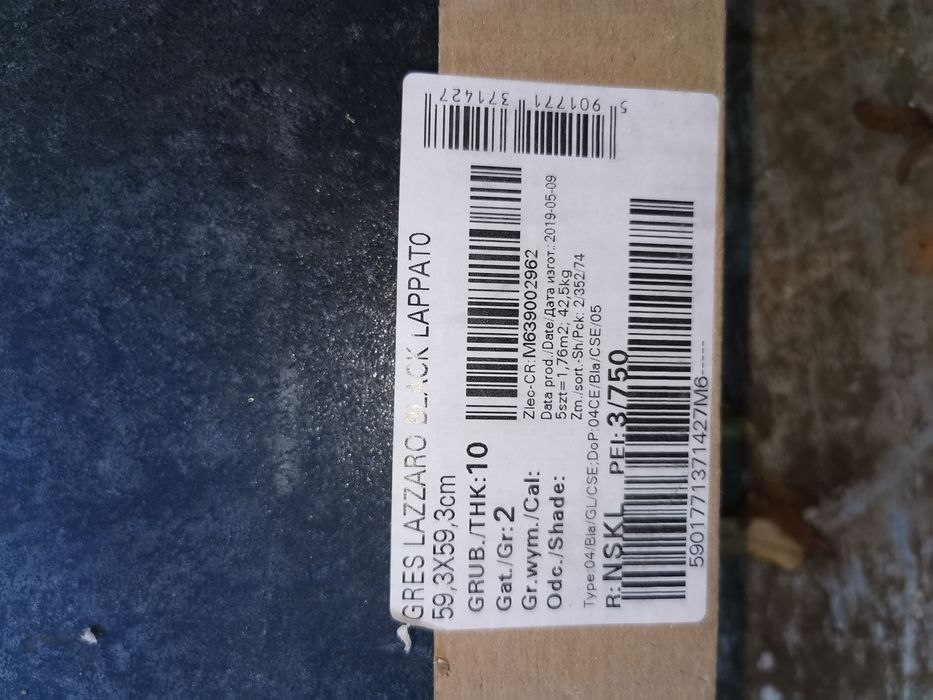 GRES LAZZARO BLACK LAPPATO
59,3X59,3cm
GRUB./THK:10
Gat./Gr:2
Gr.wym./Cal:
Odc./Shade:
Zlec-CR:M639002962
Data prod./Date/Дата изгот.:2019-05-09
5szt=1,76m2; 42,5kg
Zm./sort.-Sh/Pck: 2/352/74
Type:04/Bla/GL/CSE;DoP:04CE/Bla/CSE/05
R:NSKL PEI:3/750
5901771371427M6-----
5 901771 371427